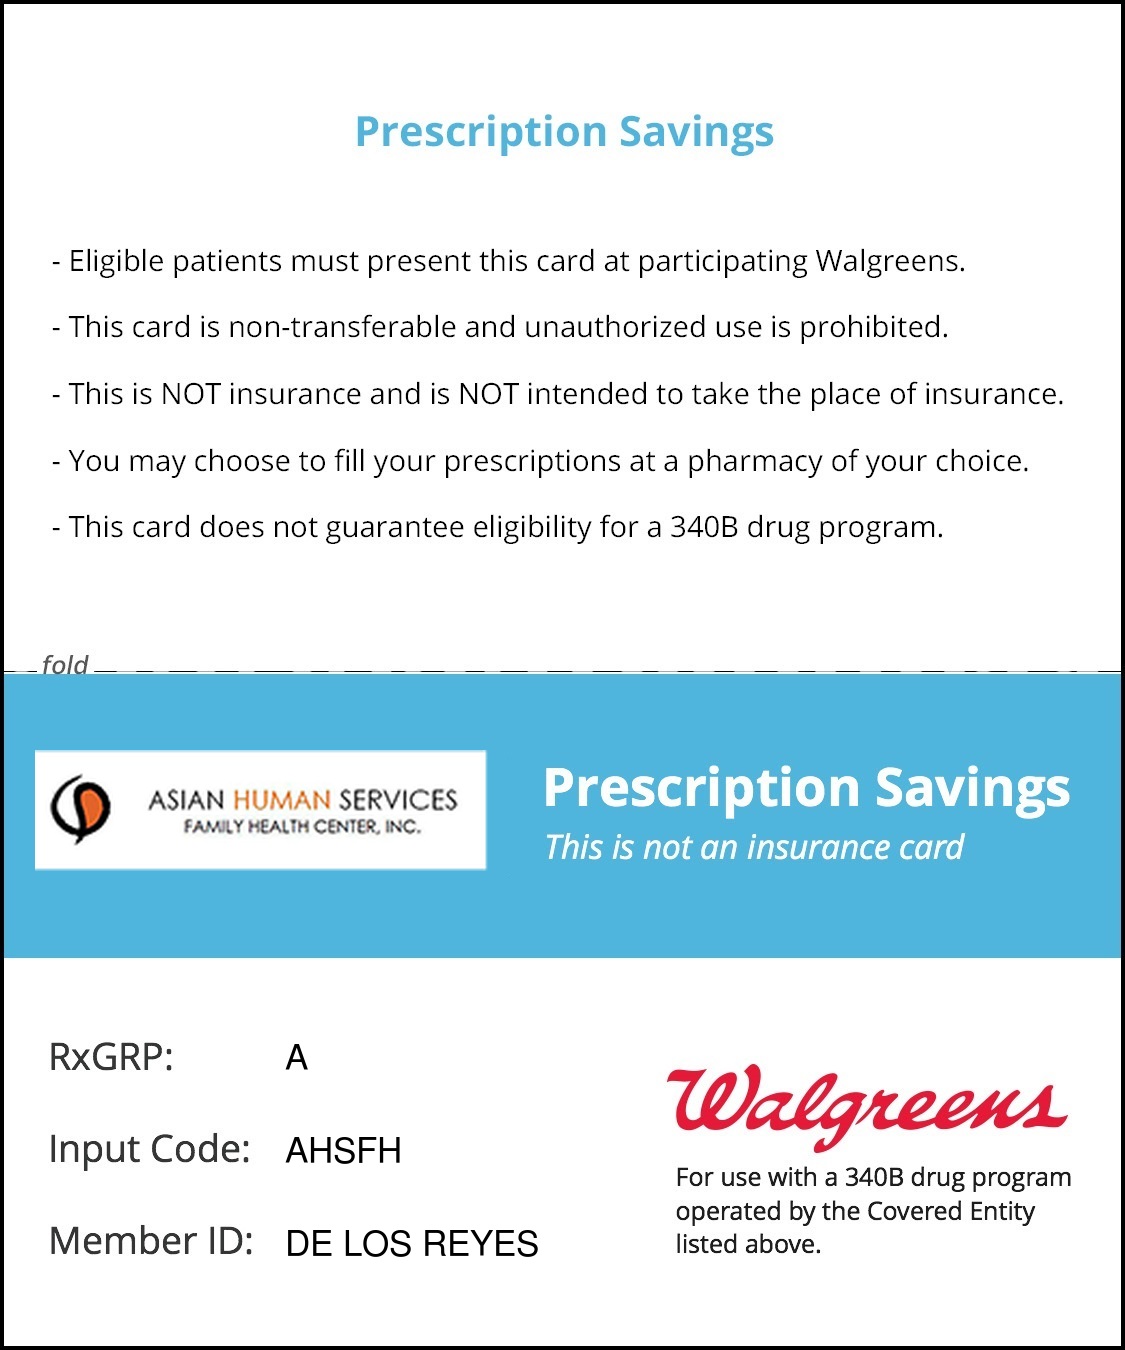 Prescription Savings
- Eligible patients must present this card at participating Walgreens.
- This card is non-transferable and unauthorized use is prohibited.
- This is NOT insurance and is NOT intended to take the place of insurance.
- You may choose to fill your prescriptions at a pharmacy of your choice.
- This card does not guarantee eligibility for a 340B drug program.
fold
ASIAN HUMAN SERVICES
FAMILY HEALTH CENTER, INC.
Prescription Savings
This is not an insurance card
RxGRP: A
Input Code: AHSFH
Member ID: DE LOS REYES
Walgreens
For use with a 340B drug program
operated by the Covered Entity
listed above.